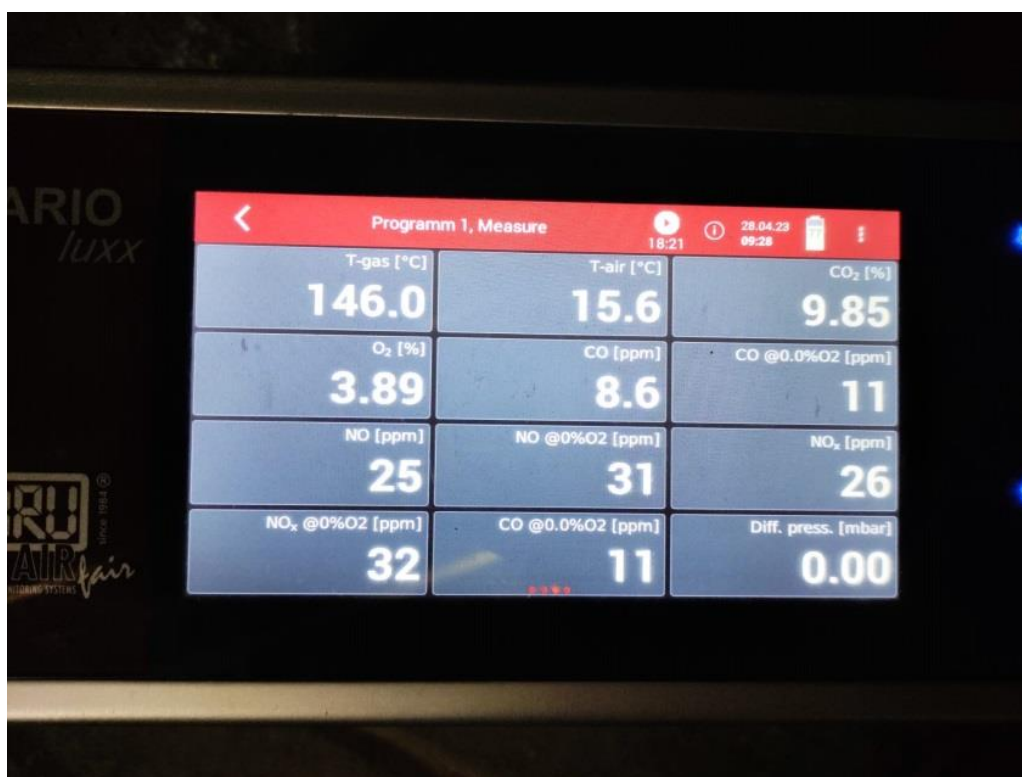 ARIO
luxx
Programm 1, Measure
18:21
28.04.23
09:28
T-gas [°C]
146.0
T-air [°C]
15.6
CO₂ [%]
9.85
O₂ [%]
3.89
CO [ppm]
8.6
CO @0.0%O2 [ppm]
11
NO [ppm]
25
NO @0%O2 [ppm]
31
NOₓ [ppm]
26
NOₓ @0%O2 [ppm]
32
CO @0.0%O2 [ppm]
11
Diff. press. [mbar]
0.00
RU
®
since 1984
AIRfair